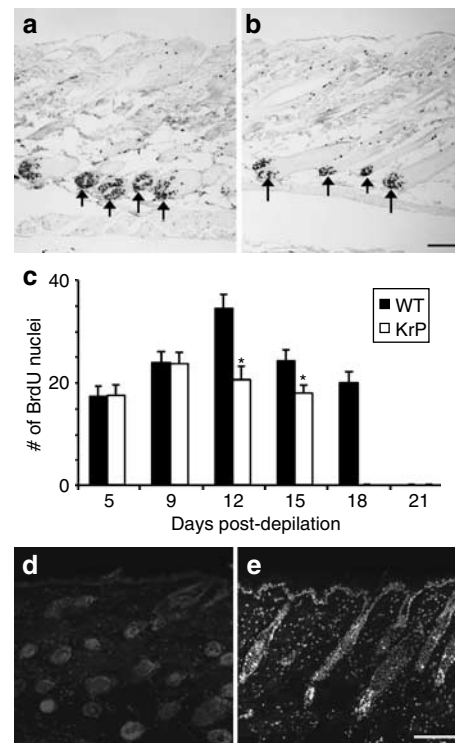 a
b
c
40
20
0
# of BrdU nuclei
WT
KrP
*
*
5 9 12 15 18 21
Days post-depilation
d
e